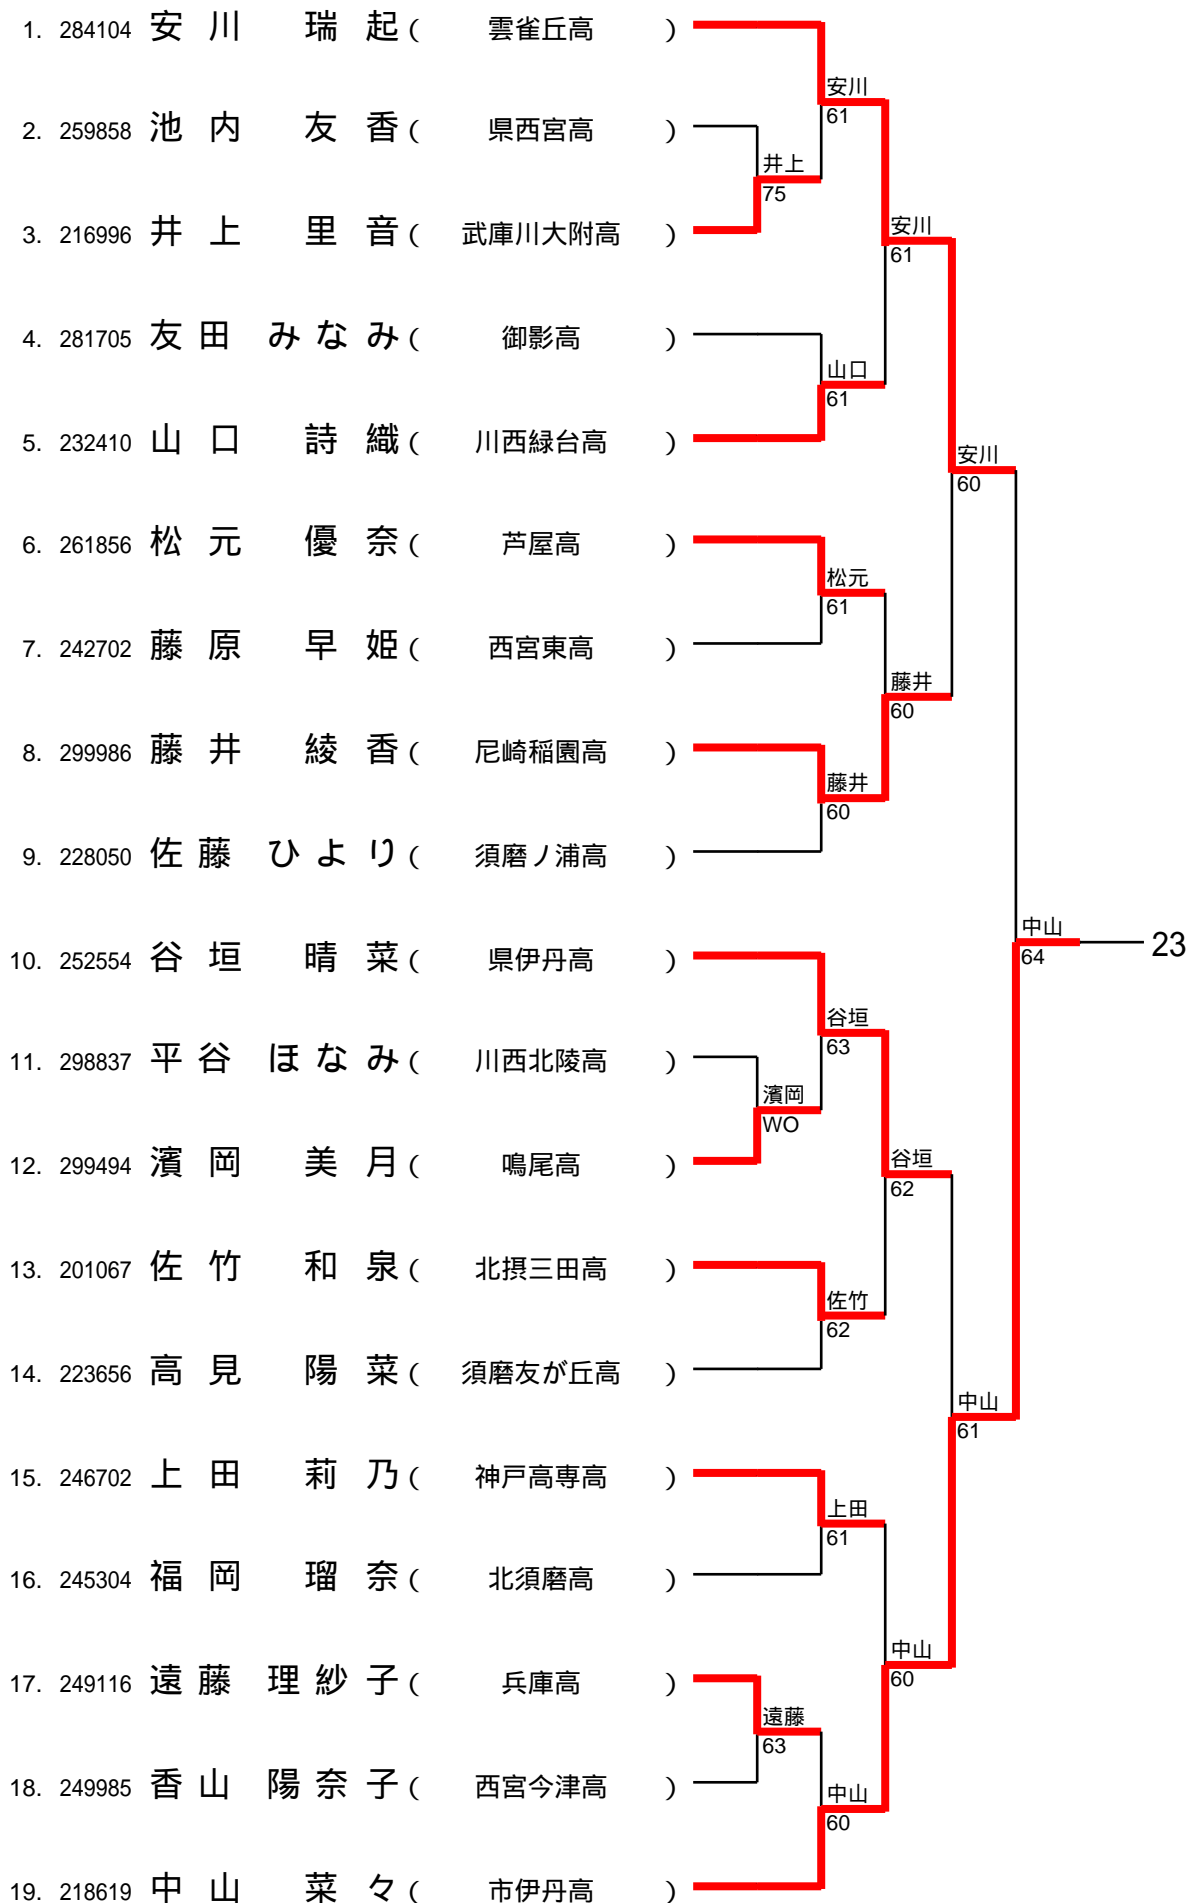 1. 284104 安川 瑞起 ( 雲雀丘高 )
安川
61
2. 259858 池内 友香 ( 県西宮高 )
井上
75
3. 216996 井上 里音 ( 武庫川大附高 )
安川
61
4. 281705 友田 みなみ ( 御影高 )
山口
61
5. 232410 山口 詩織 ( 川西緑台高 )
安川
60
6. 261856 松元 優奈 ( 芦屋高 )
松元
61
7. 242702 藤原 早姫 ( 西宮東高 )
藤井
60
8. 299986 藤井 綾香 ( 尼崎稲園高 )
藤井
60
9. 228050 佐藤 ひより ( 須磨ノ浦高 )
中山
64
23
10. 252554 谷垣 晴菜 ( 県伊丹高 )
谷垣
63
11. 298837 平谷 ほなみ ( 川西北陵高 )
濱岡
WO
12. 299494 濱岡 美月 ( 鳴尾高 )
谷垣
62
13. 201067 佐竹 和泉 ( 北摂三田高 )
佐竹
62
14. 223656 高見 陽菜 ( 須磨友が丘高 )
中山
61
15. 246702 上田 莉乃 ( 神戸高専高 )
上田
61
16. 245304 福岡 瑠奈 ( 北須磨高 )
中山
60
17. 249116 遠藤 理紗子 ( 兵庫高 )
遠藤
63
18. 249985 香山 陽奈子 ( 西宮今津高 )
中山
60
19. 218619 中山 菜々 ( 市伊丹高 )